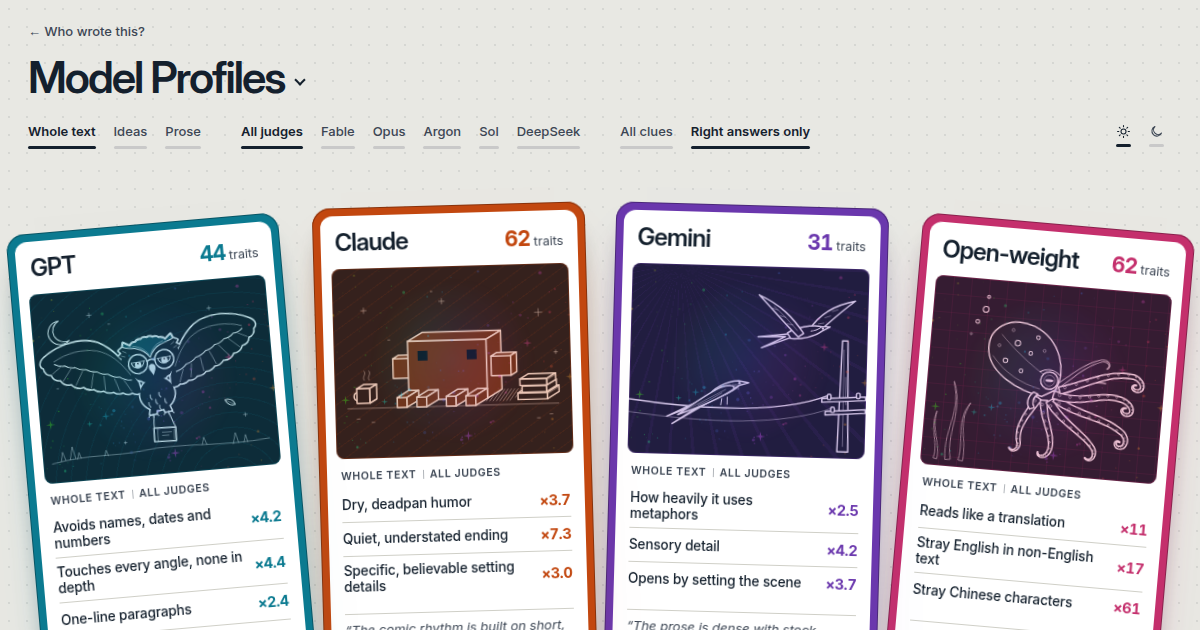 ← Who wrote this?
Model Profiles
Whole text Ideas Prose All judges Fable Opus Argon Sol DeepSeek All clues Right answers only
GPT 44 traits
WHOLE TEXT | ALL JUDGES
Avoids names, dates and
numbers ×4.2
Touches every angle, none in
depth ×4.4
One-line paragraphs ×2.4
Claude 62 traits
WHOLE TEXT | ALL JUDGES
Dry, deadpan humor ×3.7
Quiet, understated ending ×7.3
Specific, believable setting
details ×3.0
"The comic rhythm is built on short,
Gemini 31 traits
WHOLE TEXT | ALL JUDGES
How heavily it uses
metaphors ×2.5
Sensory detail ×4.2
Opens by setting the scene ×3.7
"The prose is dense with stock
Open-weight 62 traits
WHOLE TEXT | ALL JUDGES
Reads like a translation ×11
Stray English in non-English
text ×17
Stray Chinese characters ×61